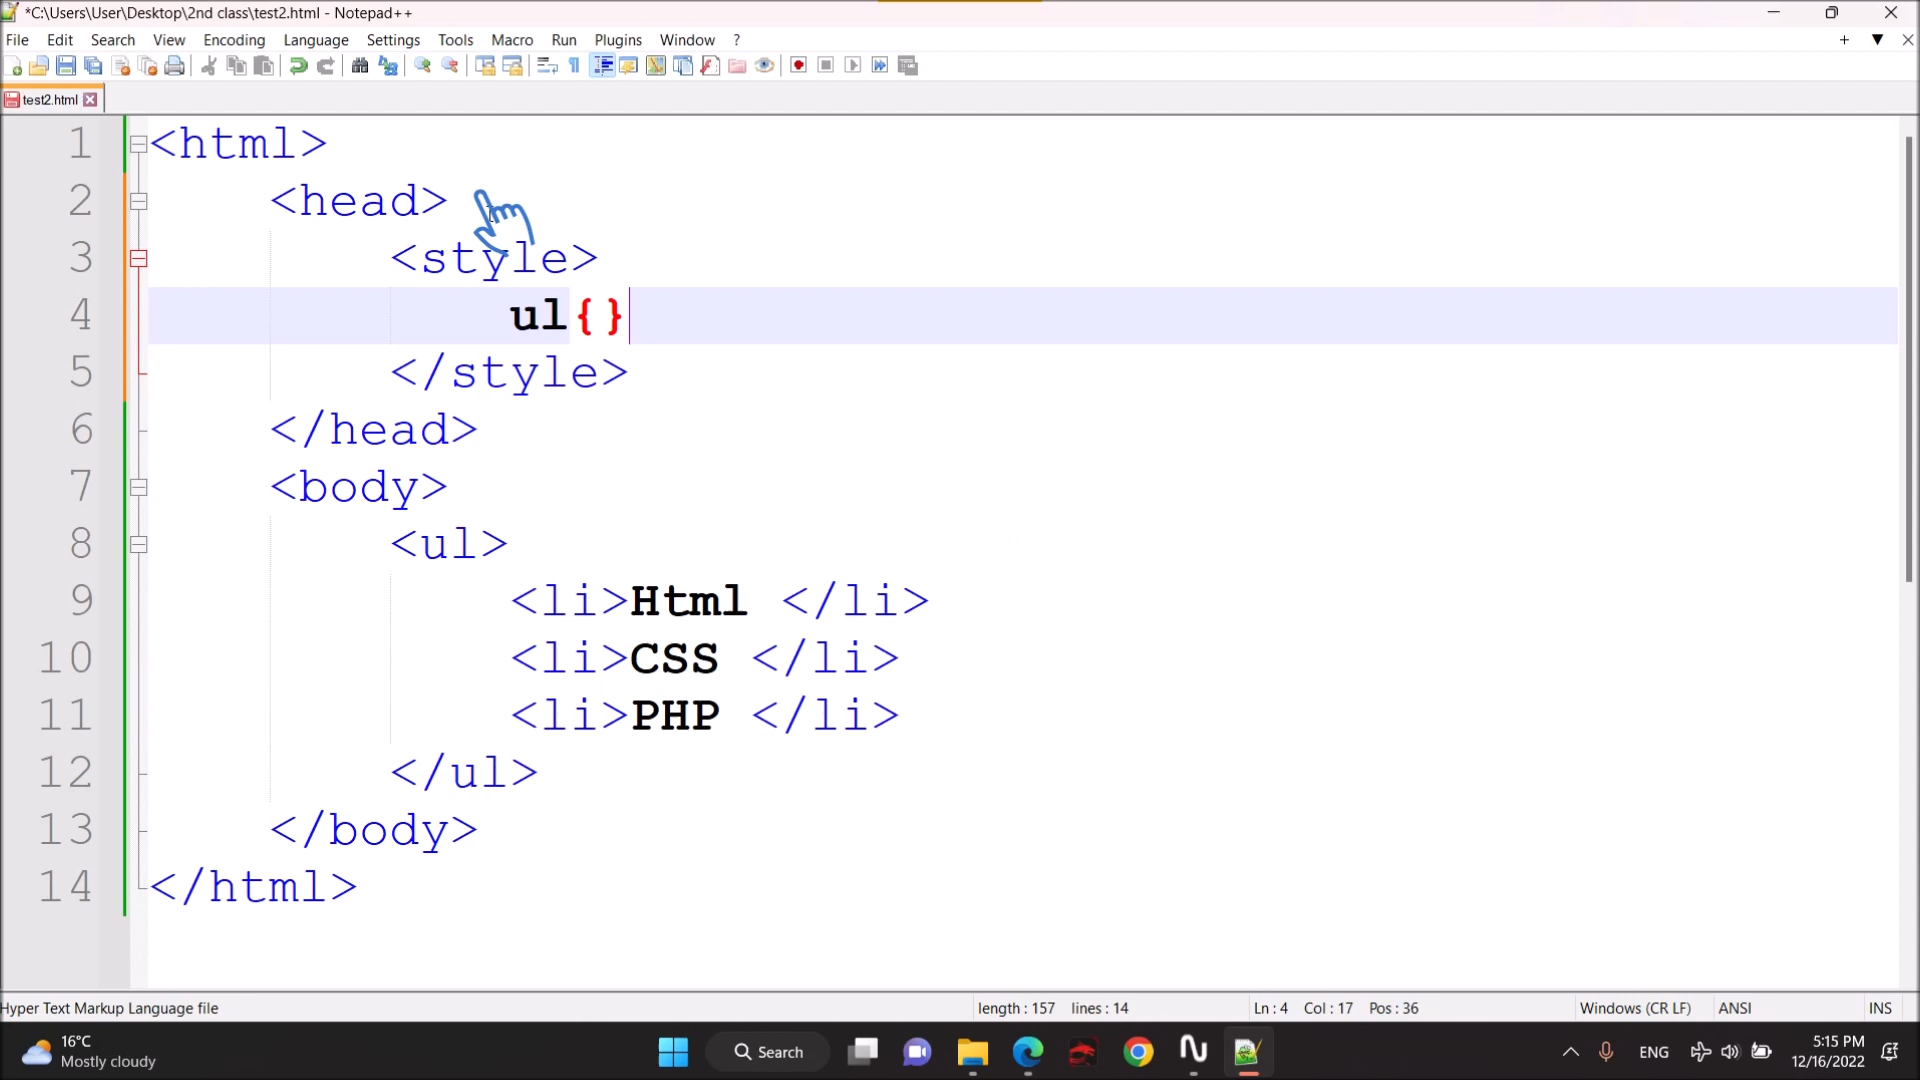 *C:\Users\User\Desktop\2nd class\test2.html - Notepad++
File Edit Search View Encoding Language Settings Tools Macro Run Plugins Window ?
test2.html
1 <html>
2 <head>
3 <style>
4 ul{}
5 </style>
6 </head>
7 <body>
8 <ul>
9 <li>Html </li>
10 <li>CSS </li>
11 <li>PHP </li>
12 </ul>
13 </body>
14 </html>
Hyper Text Markup Language file length : 157 lines : 14 Ln : 4 Col : 17 Pos : 36 Windows (CR LF) ANSI INS
16°C
Mostly cloudy
Search
ENG
5:15 PM
12/16/2022